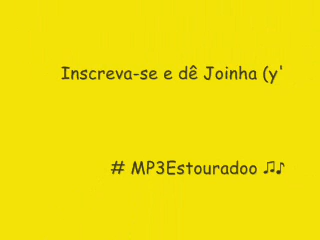 Inscreva-se e dê Joinha (y'
# MP3Estouradoo ♫♪